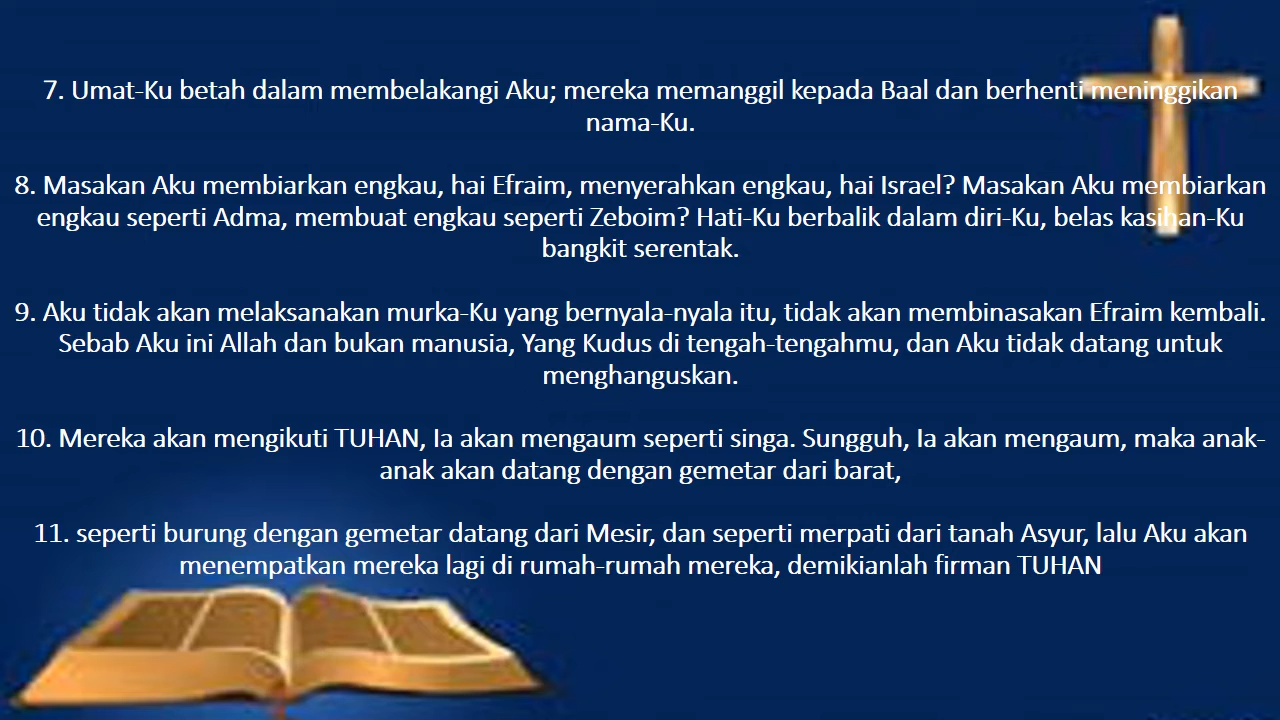 7. Umat-Ku betah dalam membelakangi Aku; mereka memanggil kepada Baal dan berhenti meninggikan
nama-Ku.
8. Masakan Aku membiarkan engkau, hai Efraim, menyerahkan engkau, hai Israel? Masakan Aku membiarkan
engkau seperti Adma, membuat engkau seperti Zeboim? Hati-Ku berbalik dalam diri-Ku, belas kasihan-Ku
bangkit serentak.
9. Aku tidak akan melaksanakan murka-Ku yang bernyala-nyala itu, tidak akan membinasakan Efraim kembali.
Sebab Aku ini Allah dan bukan manusia, Yang Kudus di tengah-tengahmu, dan Aku tidak datang untuk
menghanguskan.
10. Mereka akan mengikuti TUHAN, Ia akan mengaum seperti singa. Sungguh, Ia akan mengaum, maka anak-
anak akan datang dengan gemetar dari barat,
11. seperti burung dengan gemetar datang dari Mesir, dan seperti merpati dari tanah Asyur, lalu Aku akan
menempatkan mereka lagi di rumah-rumah mereka, demikianlah firman TUHAN